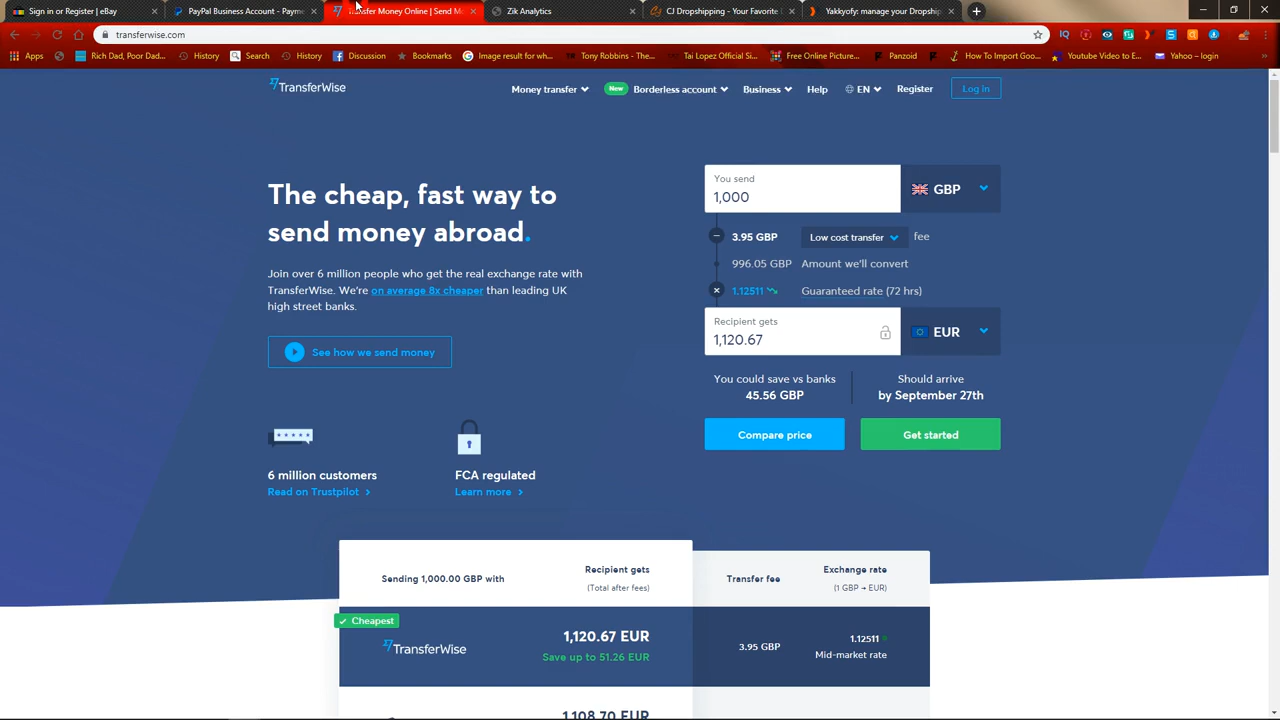 Sign in or Register | eBay
PayPal Business Account - Payme
Transfer Money Online | Send Mo
Zik Analytics
CJ Dropshipping - Your Favorite
Yakkyofy: manage your Dropship
transferwise.com
Apps
Rich Dad, Poor Dad...
History
Search
Discussion
Bookmarks
Image result for w...
Tony Robbins - The...
Tai Lopez Official Si...
Free Online Picture...
Panzoid
How To Import Goo...
Youtube Video to E...
Yahoo – login
TransferWise
Money transfer
New
Borderless account
Business
Help
EN
Register
Log in
The cheap, fast way to
send money abroad.
Join over 6 million people who get the real exchange rate with
TransferWise. We're on average 8x cheaper than leading UK
high street banks.
See how we send money
6 million customers
Read on Trustpilot
FCA regulated
Learn more
You send
1,000
GBP
3.95 GBP
Low cost transfer
fee
996.05 GBP
Amount we'll convert
1.12511
Guaranteed rate (72 hrs)
Recipient gets
1,120.67
EUR
You could save vs banks
45.56 GBP
Should arrive
by September 27th
Compare price
Get started
Sending 1,000.00 GBP with
Recipient gets
(Total after fees)
Transfer fee
Exchange rate
(1 GBP → EUR)
Cheapest
TransferWise
1,120.67 EUR
Save up to 51.26 EUR
3.95 GBP
1.12511
Mid-market rate
1,108.70 EUR